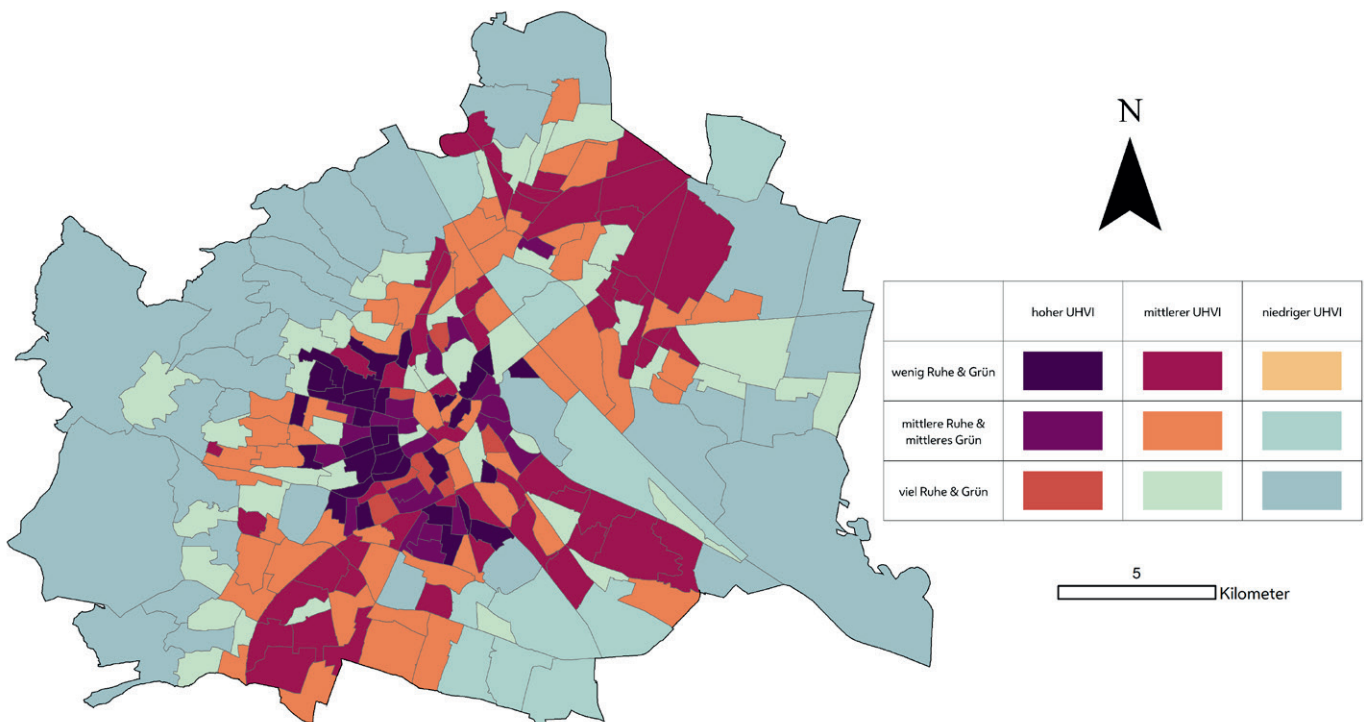 N
hoher UHVI mittlerer UHVI niedriger UHVI
wenig Ruhe & Grün
mittlere Ruhe &
mittleres Grün
viel Ruhe & Grün
5
Kilometer